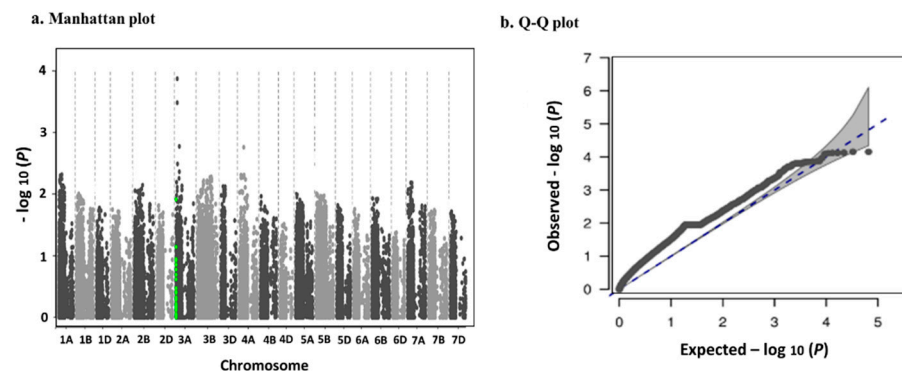 a. Manhattan plot
4
3
2
1
0
- log 10 (P)
1A 1B 1D 2A 2B 2D 3A 3B 3D 4A 4B 4D 5A 5B 5D 6A 6B 6D 7A 7B 7D
Chromosome
b. Q-Q plot
7
6
5
4
3
2
1
0
Observed - log 10 (P)
0 1 2 3 4 5
Expected – log 10 (P)